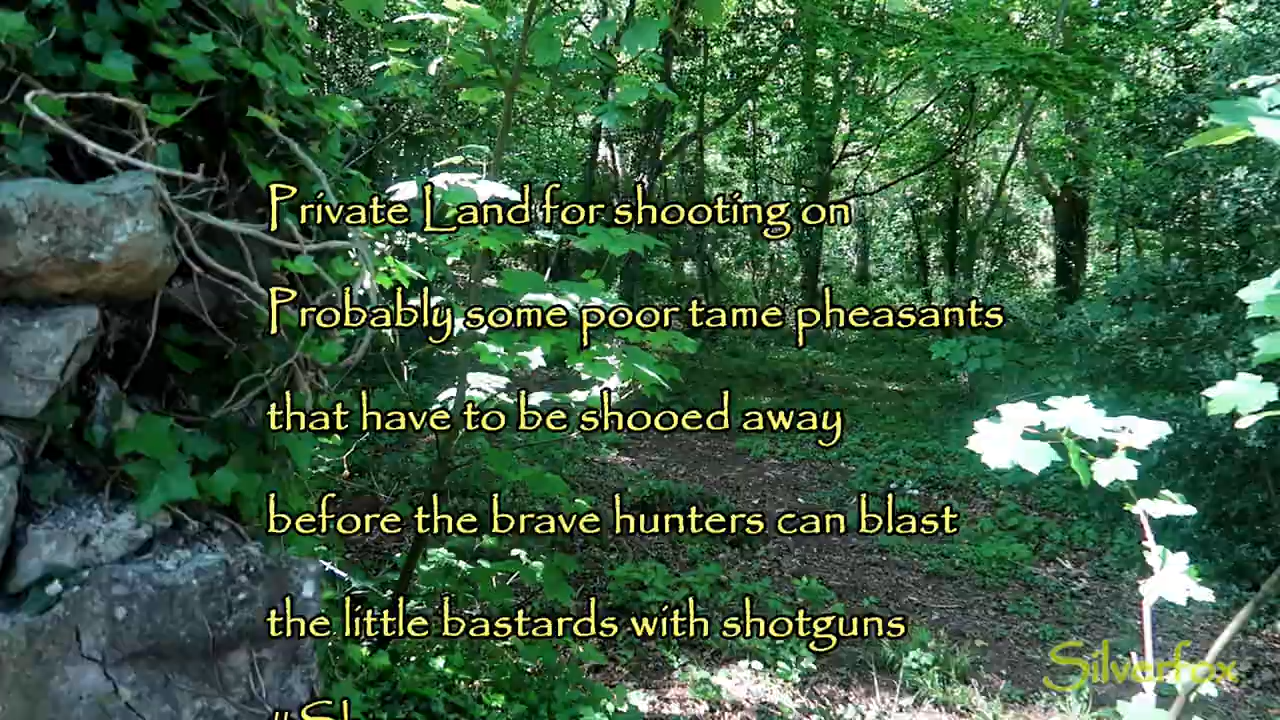 Private Land for shooting on
Probably some poor tame pheasants
that have to be shooed away
before the brave hunters can blast
the little bastards with shotguns
Silverfox